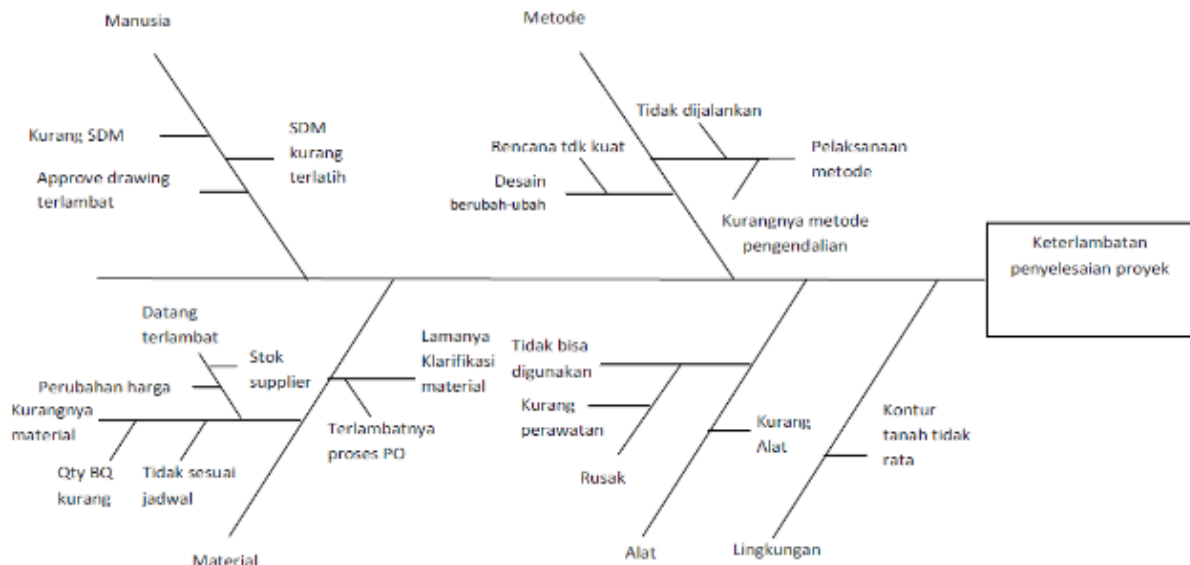 Manusia
Metode
Kurang SDM
SDM
kurang
terlatih
Approve drawing
terlambat
Tidak dijalankan
Rencana tdk kuat
Desain
berubah-ubah
Pelaksanaan
metode
Kurangnya metode
pengendalian
Keterlambatan
penyelesaian proyek
Datang
terlambat
Stok
supplier
Perubahan harga
Kurangnya
material
Qty BQ
kurang
Tidak sesuai
jadwal
Lamanya
Klarifikasi
material
Terlambatnya
proses PO
Material
Tidak bisa
digunakan
Kurang
perawatan
Rusak
Kurang
Alat
Alat
Kontur
tanah tidak
rata
Lingkungan